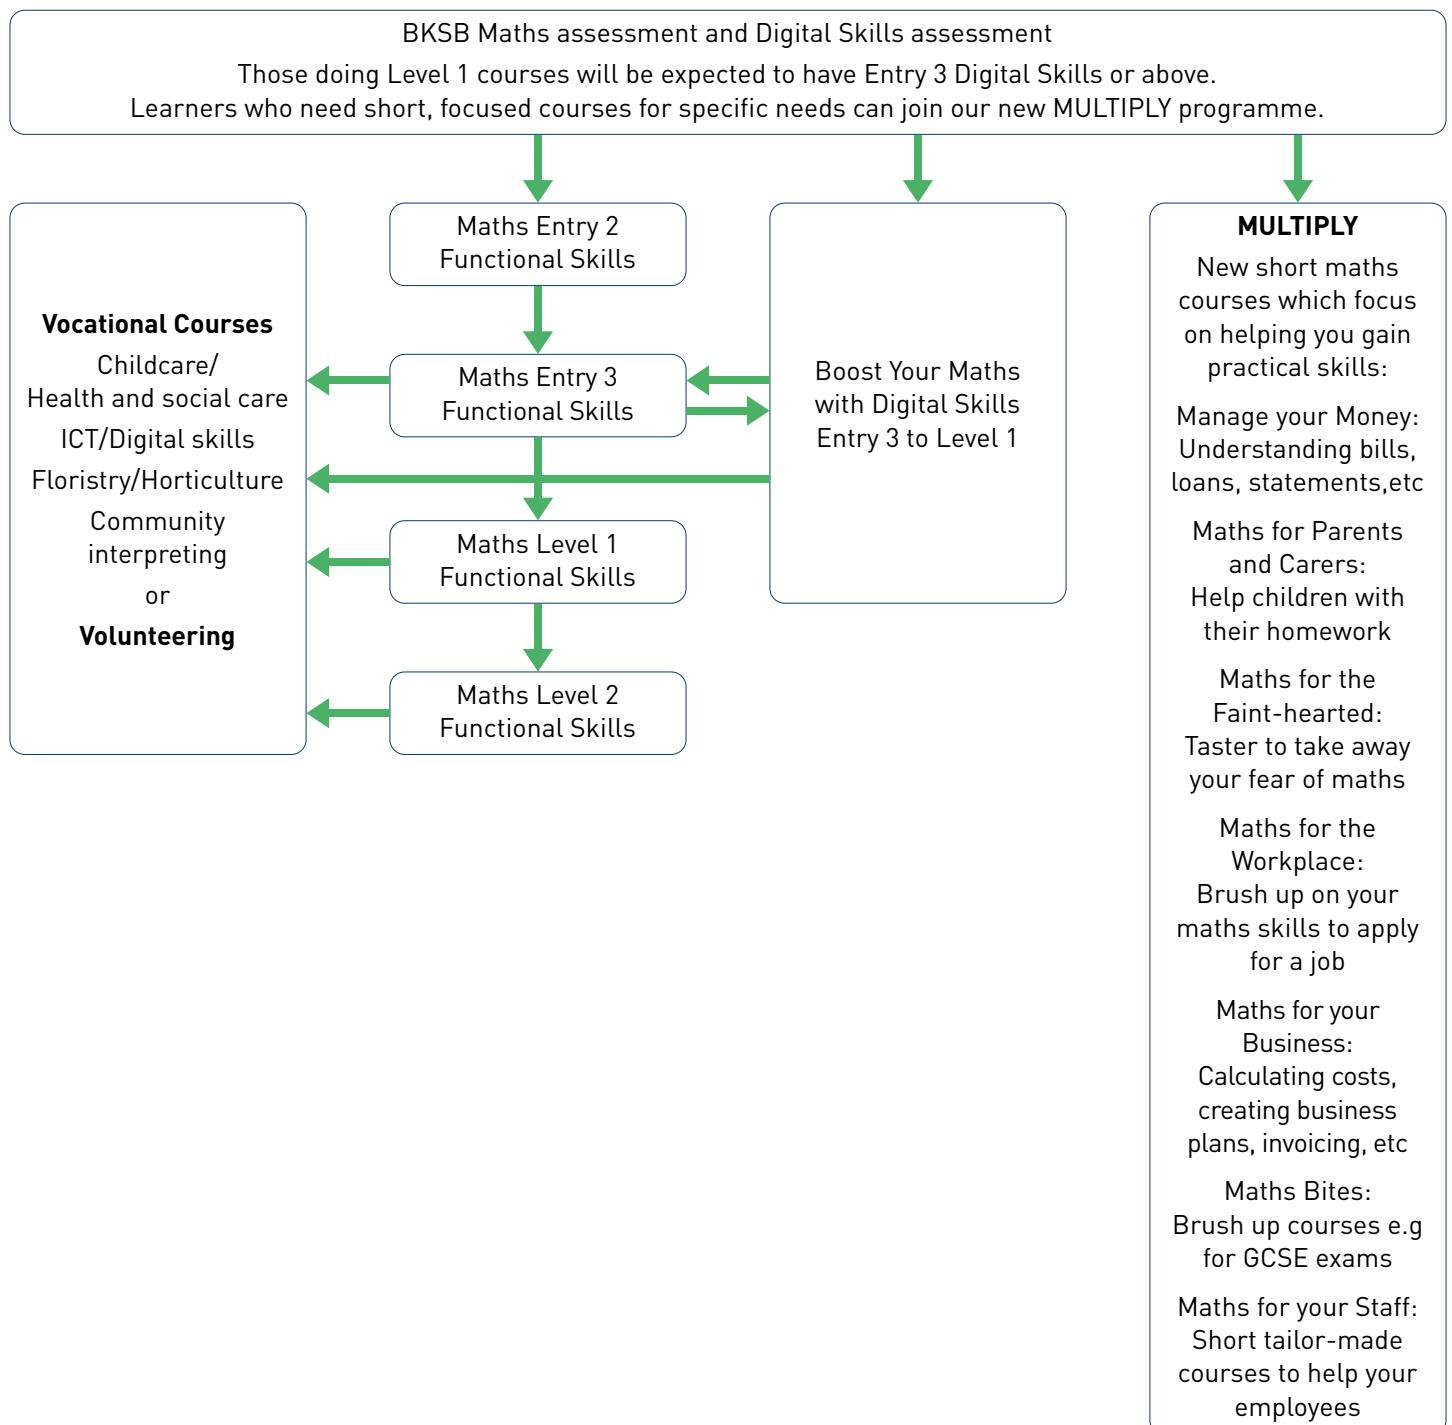 BKSB Maths assessment and Digital Skills assessment
Those doing Level 1 courses will be expected to have Entry 3 Digital Skills or above.
Learners who need short, focused courses for specific needs can join our new MULTIPLY programme.
Vocational Courses
Childcare/
Health and social care
ICT/Digital skills
Floristry/Horticulture
Community
interpreting
or
Volunteering
Maths Entry 2
Functional Skills
Maths Entry 3
Functional Skills
Maths Level 1
Functional Skills
Maths Level 2
Functional Skills
Boost Your Maths
with Digital Skills
Entry 3 to Level 1
MULTIPLY
New short maths
courses which focus
on helping you gain
practical skills:
Manage your Money:
Understanding bills,
loans, statements,etc
Maths for Parents
and Carers:
Help children with
their homework
Maths for the
Faint-hearted:
Taster to take away
your fear of maths
Maths for the
Workplace:
Brush up on your
maths skills to apply
for a job
Maths for your
Business:
Calculating costs,
creating business
plans, invoicing, etc
Maths Bites:
Brush up courses e.g
for GCSE exams
Maths for your Staff:
Short tailor-made
courses to help your
employees